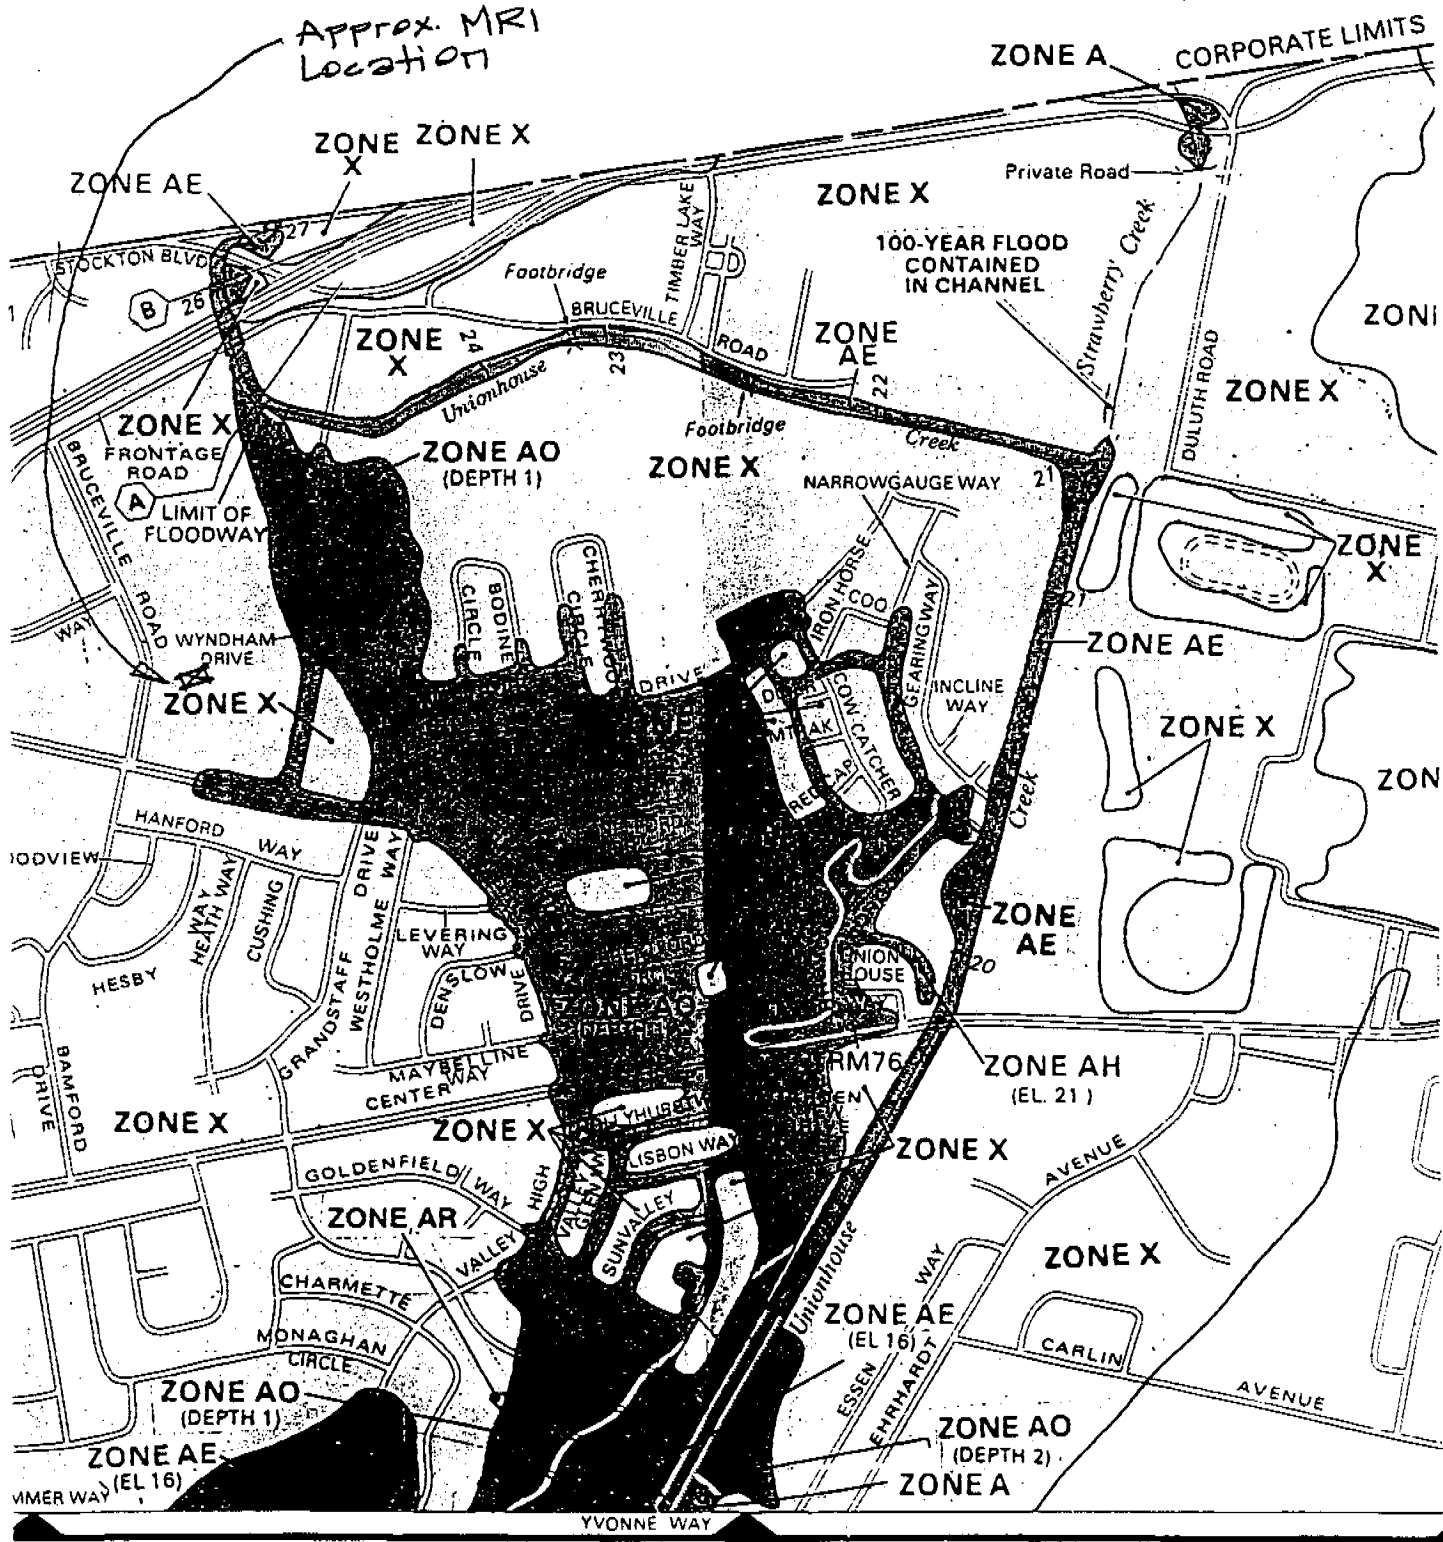 Approx. MRI
Location
ZONE A
CORPORATE LIMITS
ZONE
X
ZONE X
ZONE AE
Private Road
ZONE X
27
STOCKTON BLVD
TIMBER LAKE
WAY
100-YEAR FLOOD
CONTAINED
IN CHANNEL
Strawberry Creek
Footbridge
B
26
BRUCEVILLE
ROAD
ZONE
X
24
23
ZONE
AE
22
DULUTH ROAD
ZONE X
Unionhouse
Footbridge
Creek
ZONE X
FRONTAGE
ROAD
A
LIMIT OF
FLOODWAY
BRUCEVILLE
ROAD
ZONE AO
(DEPTH 1)
ZONE X
NARROWGAUGE WAY
21
ZONE
X
IRON HORSE
COO
GEARING WAY
BODINE
CIRCLE
CIRCLE
21
WAY
WYNDHAM
DRIVE
ZONE AE
DRIVE
INCLINE
WAY
ZONE X
COW CATCHER
ZONE X
Creek
HANFORD
WAY
HEATH WAY
WAY
CUSHING
DRIVE
GRANDSTAFF
WESTHOLME WAY
LEVERING
WAY
DENSLOW
DRIVE
HESBY
ZONE
AE
20
UNION
HOUSE
WAY
ZONE AO
BAMFORD
DRIVE
MAYBELLINE
WAY
CENTER
RM76
ZONE AH
(EL. 21)
ZONE X
ZONE X
LISBON WAY
ZONE X
GOLDENFIELD
WAY
HIGH
VALLEY
GLEN
SUNVALLEY
AVENUE
ZONE AR
VALLEY
Unionhouse
ZONE X
CHARMETTE
MONAGHAN
CIRCLE
ZONE AE
(EL 16)
ESSEN
WAY
EHRHARDT
CARLIN
AVENUE
ZONE AO
(DEPTH 1)
ZONE AE
(EL 16)
ZONE AO
(DEPTH 2)
ZONE A
YVONNE WAY